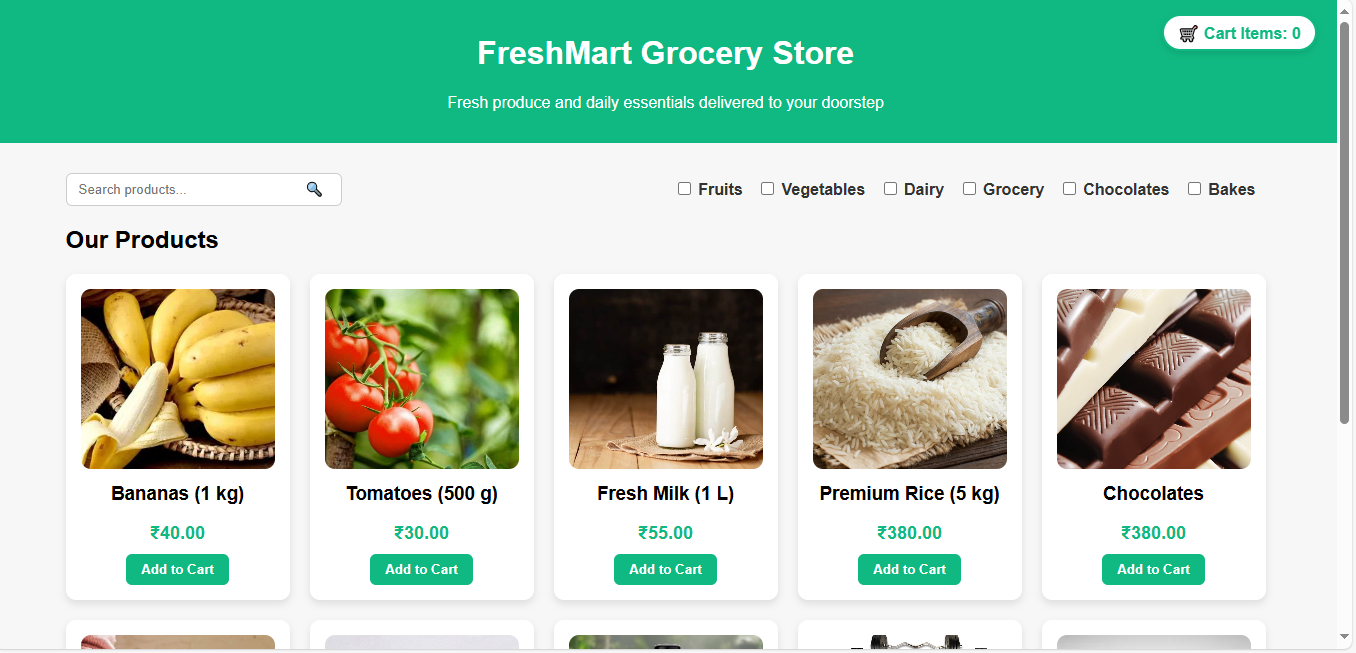 FreshMart Grocery Store
🛒 Cart Items: 0
Fresh produce and daily essentials delivered to your doorstep
Search products... 🔍
Fruits Vegetables Dairy Grocery Chocolates Bakes
Our Products
Bananas (1 kg) Tomatoes (500 g) Fresh Milk (1 L) Premium Rice (5 kg) Chocolates
₹40.00 ₹30.00 ₹55.00 ₹380.00 ₹380.00
Add to Cart Add to Cart Add to Cart Add to Cart Add to Cart